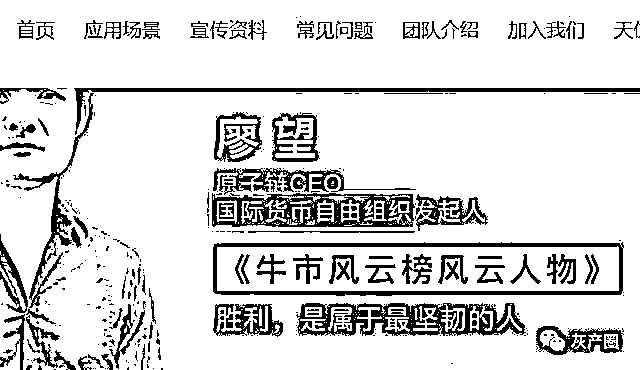 首页 应用场景 宣传资料 常见问题 团队介绍 加入我们 天使
廖望
原子链CEO
国际货币自由组织发起人
《牛市风云榜风云人物》
胜利，是属于最坚韧的人
灰产圈